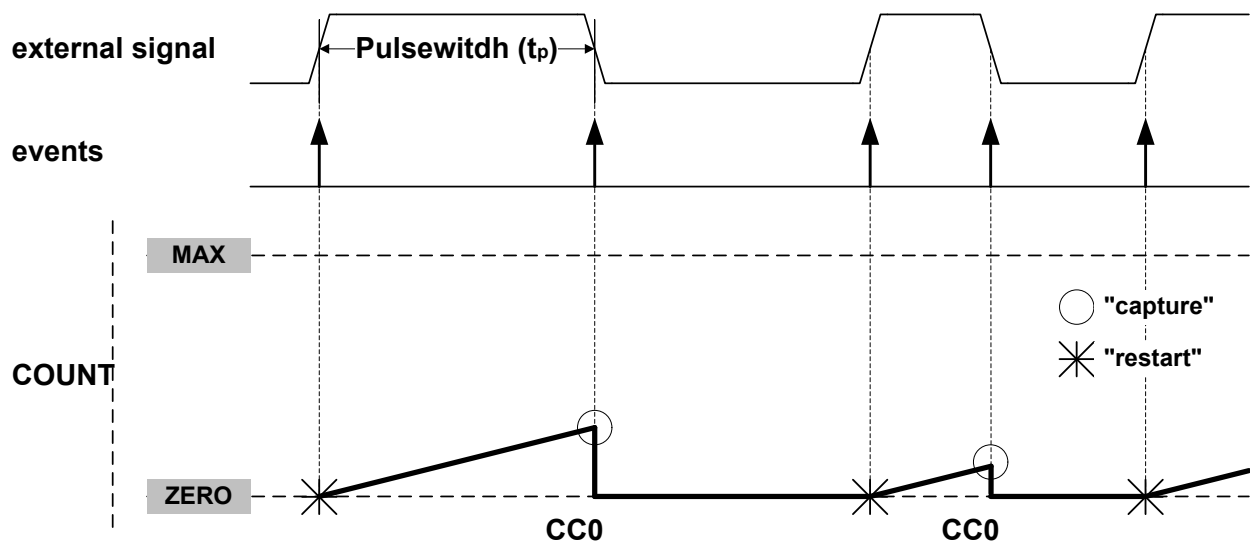 external signal
Pulsewitdh (tp)
events
MAX
"capture"
"restart"
COUNT
ZERO
CC0 CC0